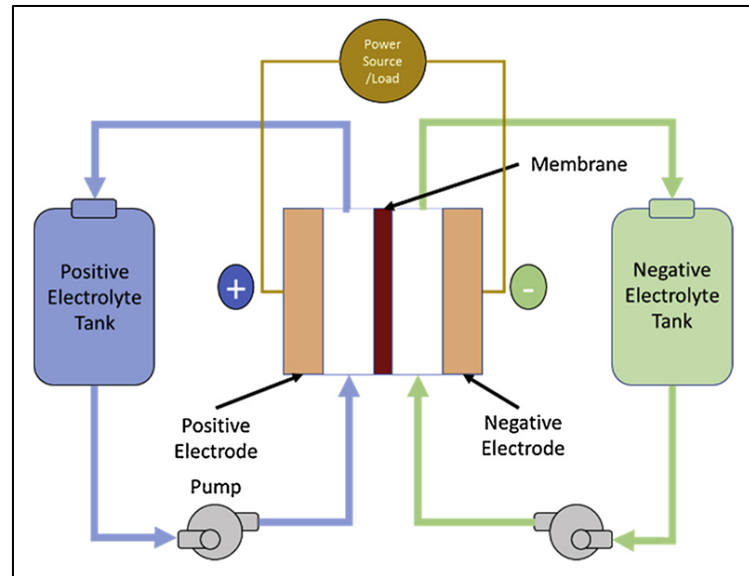 Power
Source
/Load
Membrane
Positive
Electrolyte
Tank
+
-
Negative
Electrolyte
Tank
Positive
Electrode
Negative
Electrode
Pump